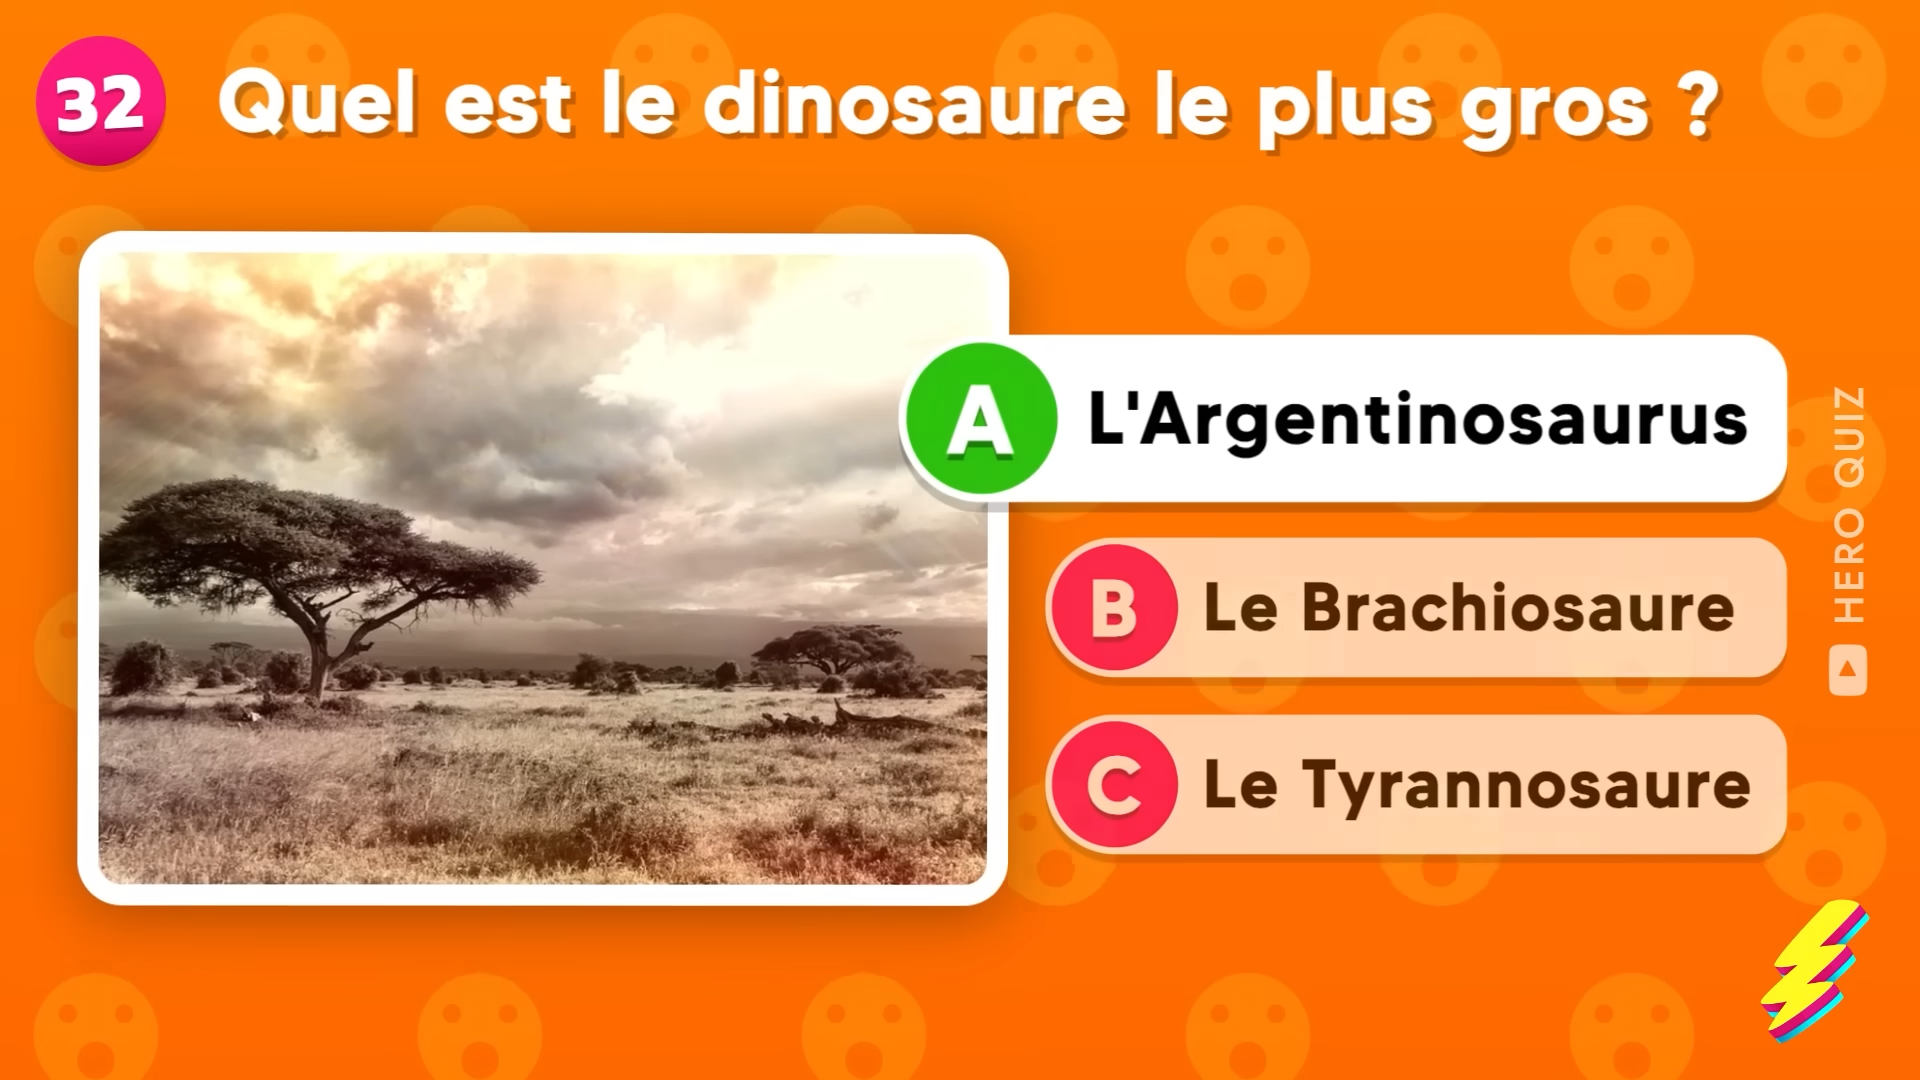 32
Quel est le dinosaure le plus gros ?
A
L'Argentinosaurus
B
Le Brachiosaure
C
Le Tyrannosaure
HERO QUIZ